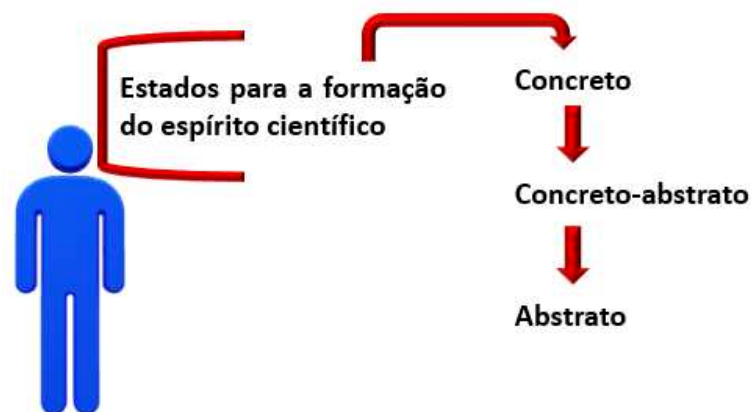 Estados para a formação
do espírito científico
Concreto
Concreto-abstrato
Abstrato